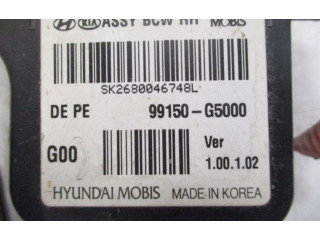 KIA ASSY BCW RH MOBIS
SK2680046748L
DE PE 99150-G5000
G00 Ver
1.00.1.02
HYUNDAI MOBIS MADE IN KOREA